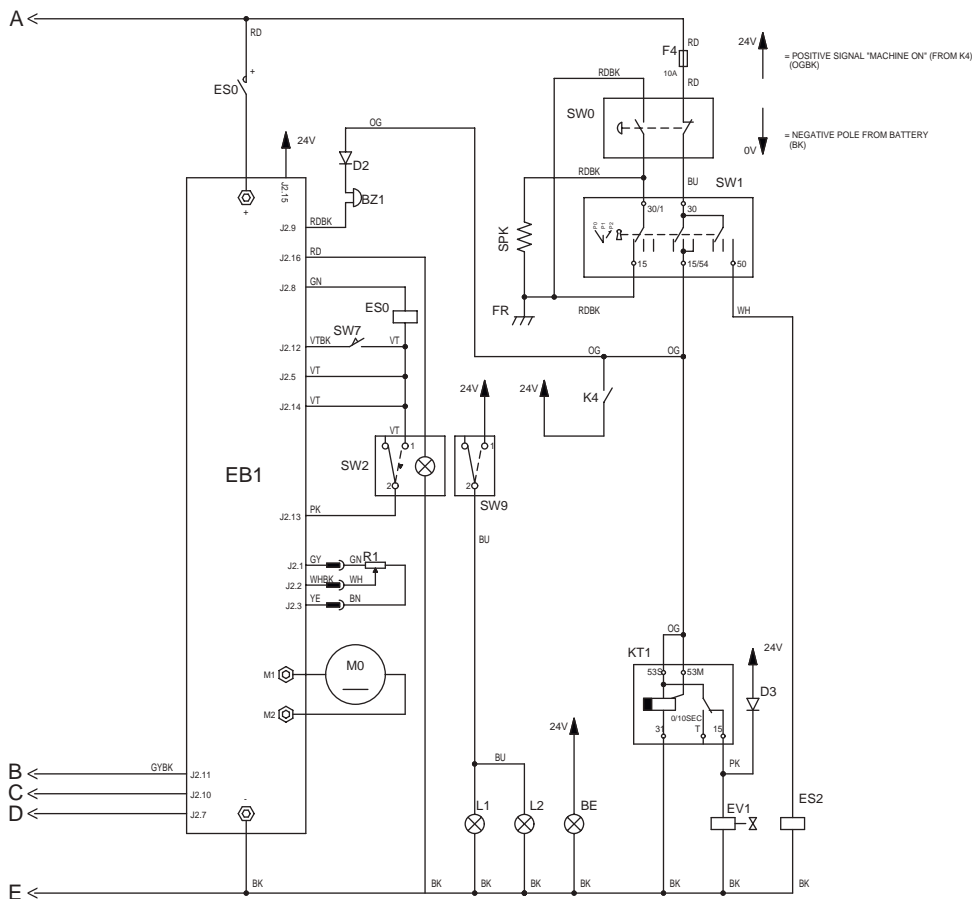 A
RD
RD
F4
10A
RD
24V
= POSITIVE SIGNAL "MACHINE ON" (FROM K4)
(OGBK)
0V
= NEGATIVE POLE FROM BATTERY
(BK)
+
ES0
RDBK
SW0
OG
24V
D2
RDBK
BU
SW1
J2.15
BZ1
+
J2.9
RDBK
SPK
30/1
30
P0
P1
P2
15
15/54
50
J2.16
RD
J2.8
GN
ES0
FR
RDBK
WH
SW7
J2.12
VTBK
VT
OG
OG
J2.5
VT
24V
24V
K4
J2.14
VT
VT
1
1
SW2
2
2
SW9
EB1
J2.13
PK
BU
J2.1
GY
GN
R1
J2.2
WHBK
WH
J2.3
YE
BN
OG
KT1
24V
M0
M1
53S
53M
D3
M2
0/10SEC
31
T
15
24V
PK
BU
B
GYBK
J2.11
C
J2.10
D
J2.7
-
L1
L2
BE
EV1
ES2
E
BK
BK
BK
BK
BK
BK
BK
BK